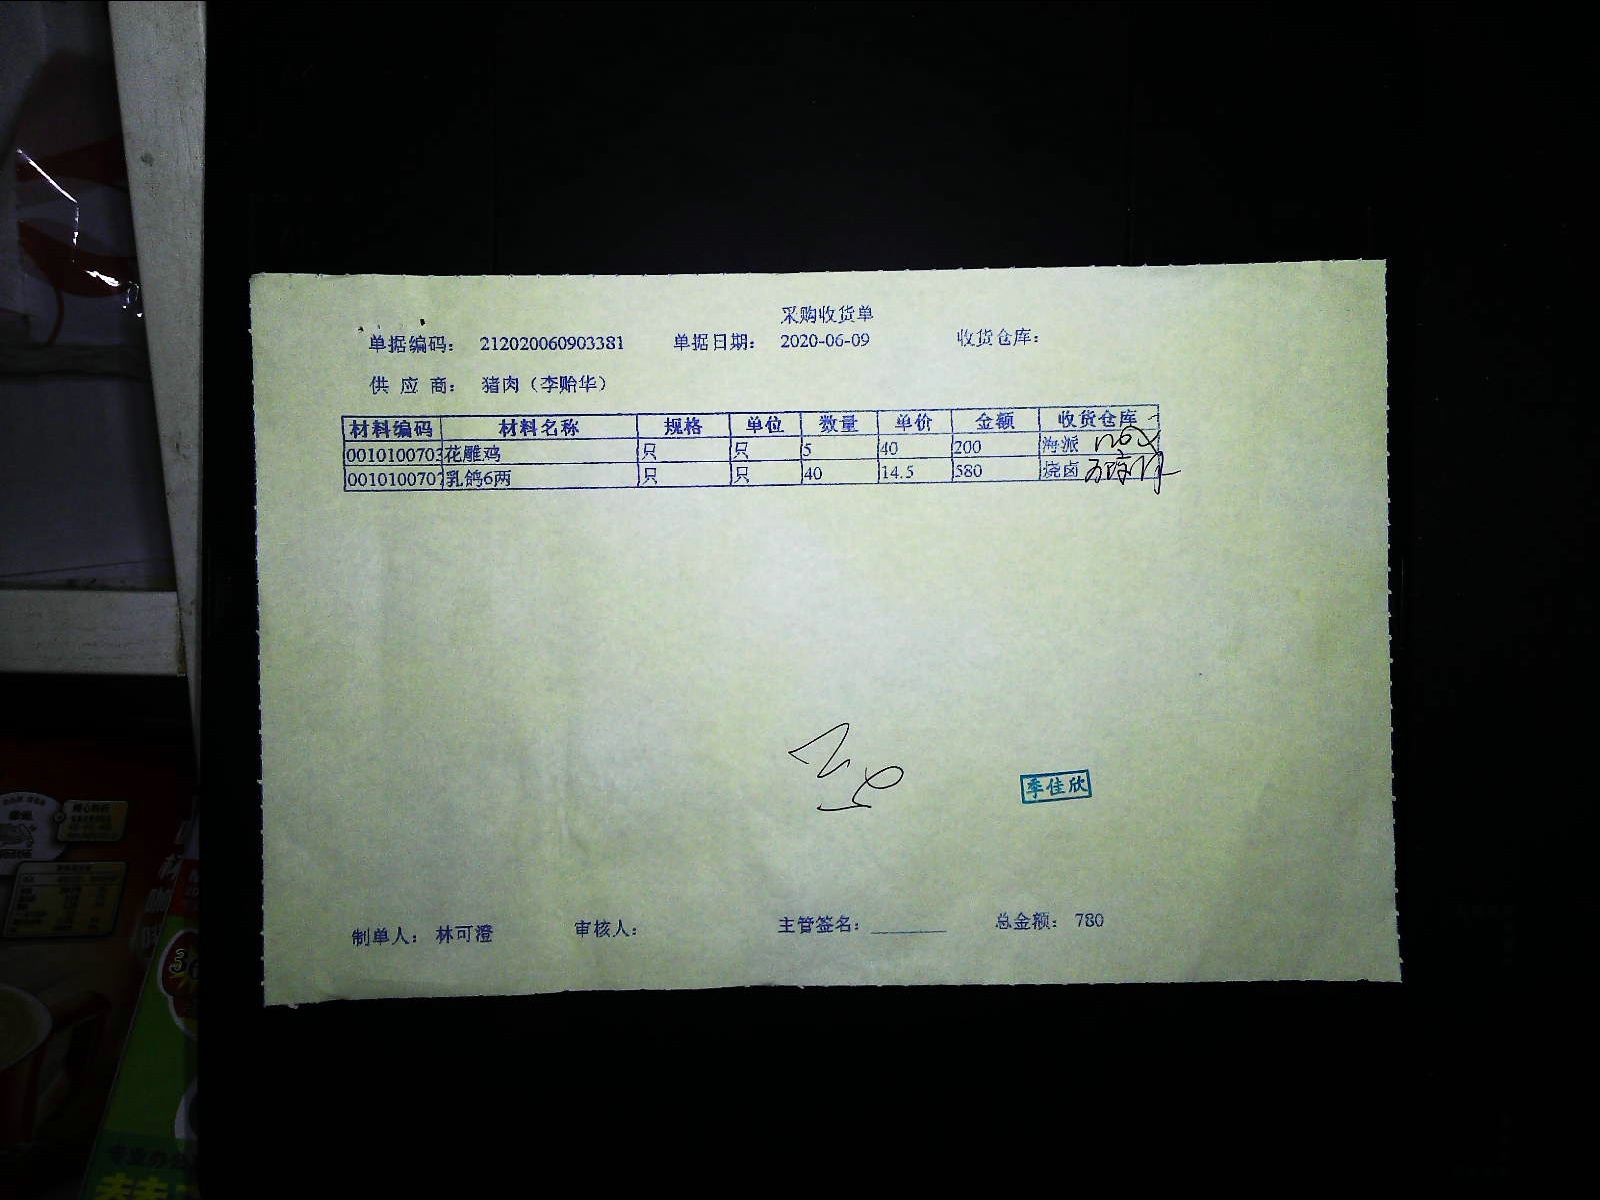 采购收货单
单据编码: 212020060903381 单据日期: 2020-06-09 收货仓库:
供 应 商: 猪肉(李贻华)
材料编码 材料名称 规格 单位 数量 单价 金额 收货仓库
0010100703 花雕鸡 只 只 5 40 200 海派
0010100707 乳鸽6两 只 只 40 14.5 580 烧卤
季佳欣
制单人: 林可澄 审核人: 主管签名: ________ 总金额: 780